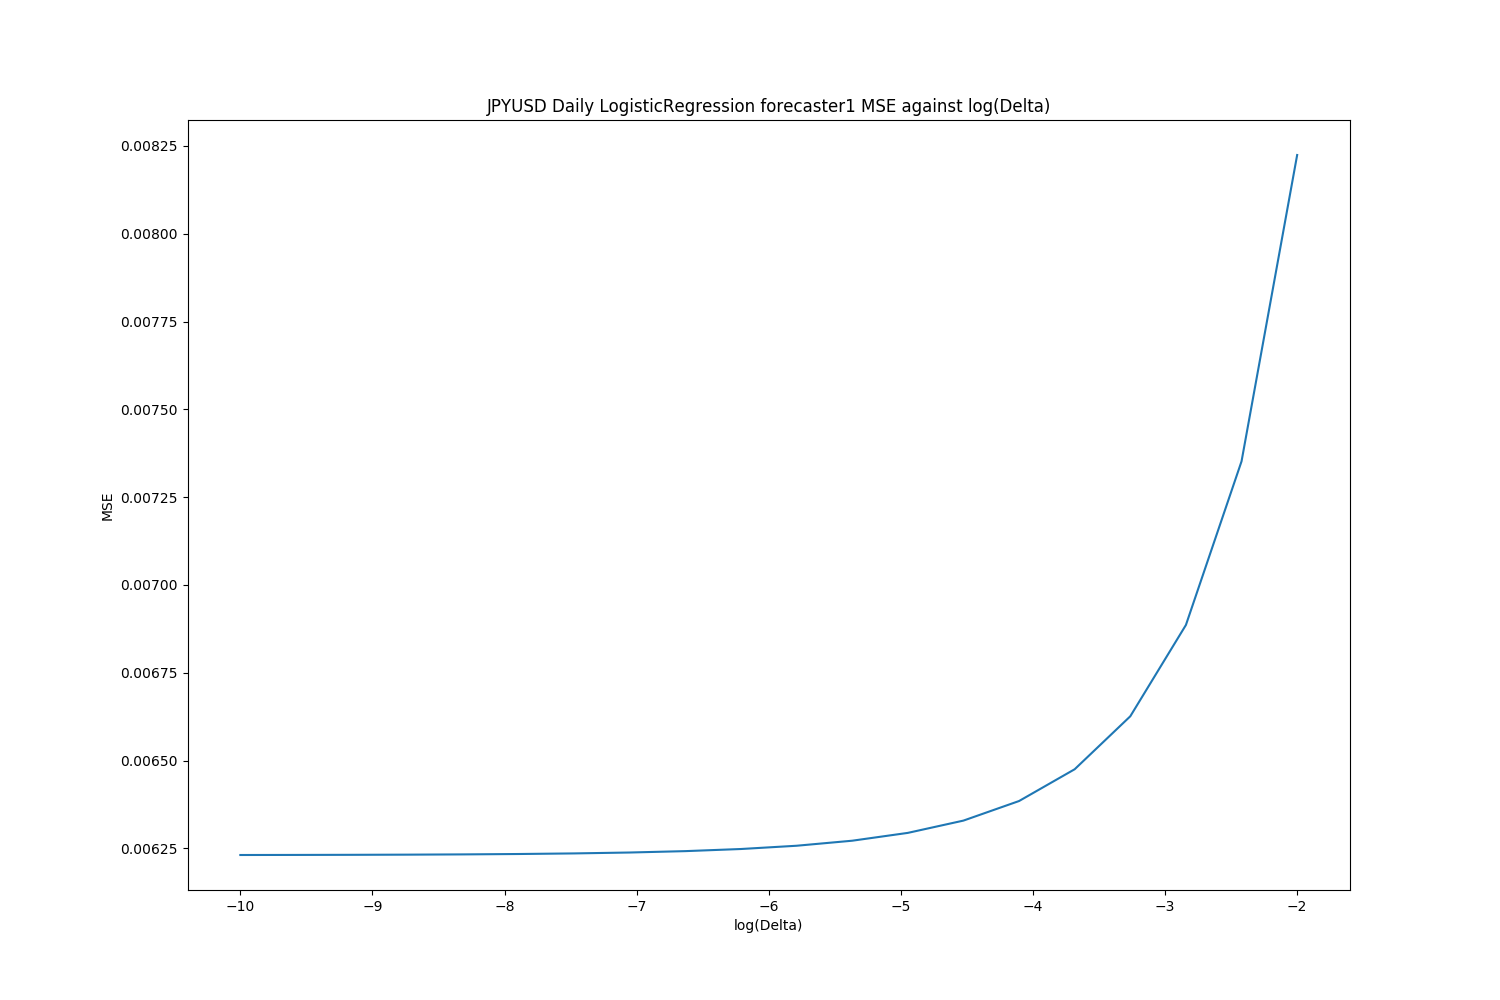 JPYUSD Daily LogisticRegression forecaster1 MSE against log(Delta)
0.00825
0.00800
0.00775
0.00750
0.00725
0.00700
0.00675
0.00650
0.00625
MSE
−10 −9 −8 −7 −6 −5 −4 −3 −2
log(Delta)